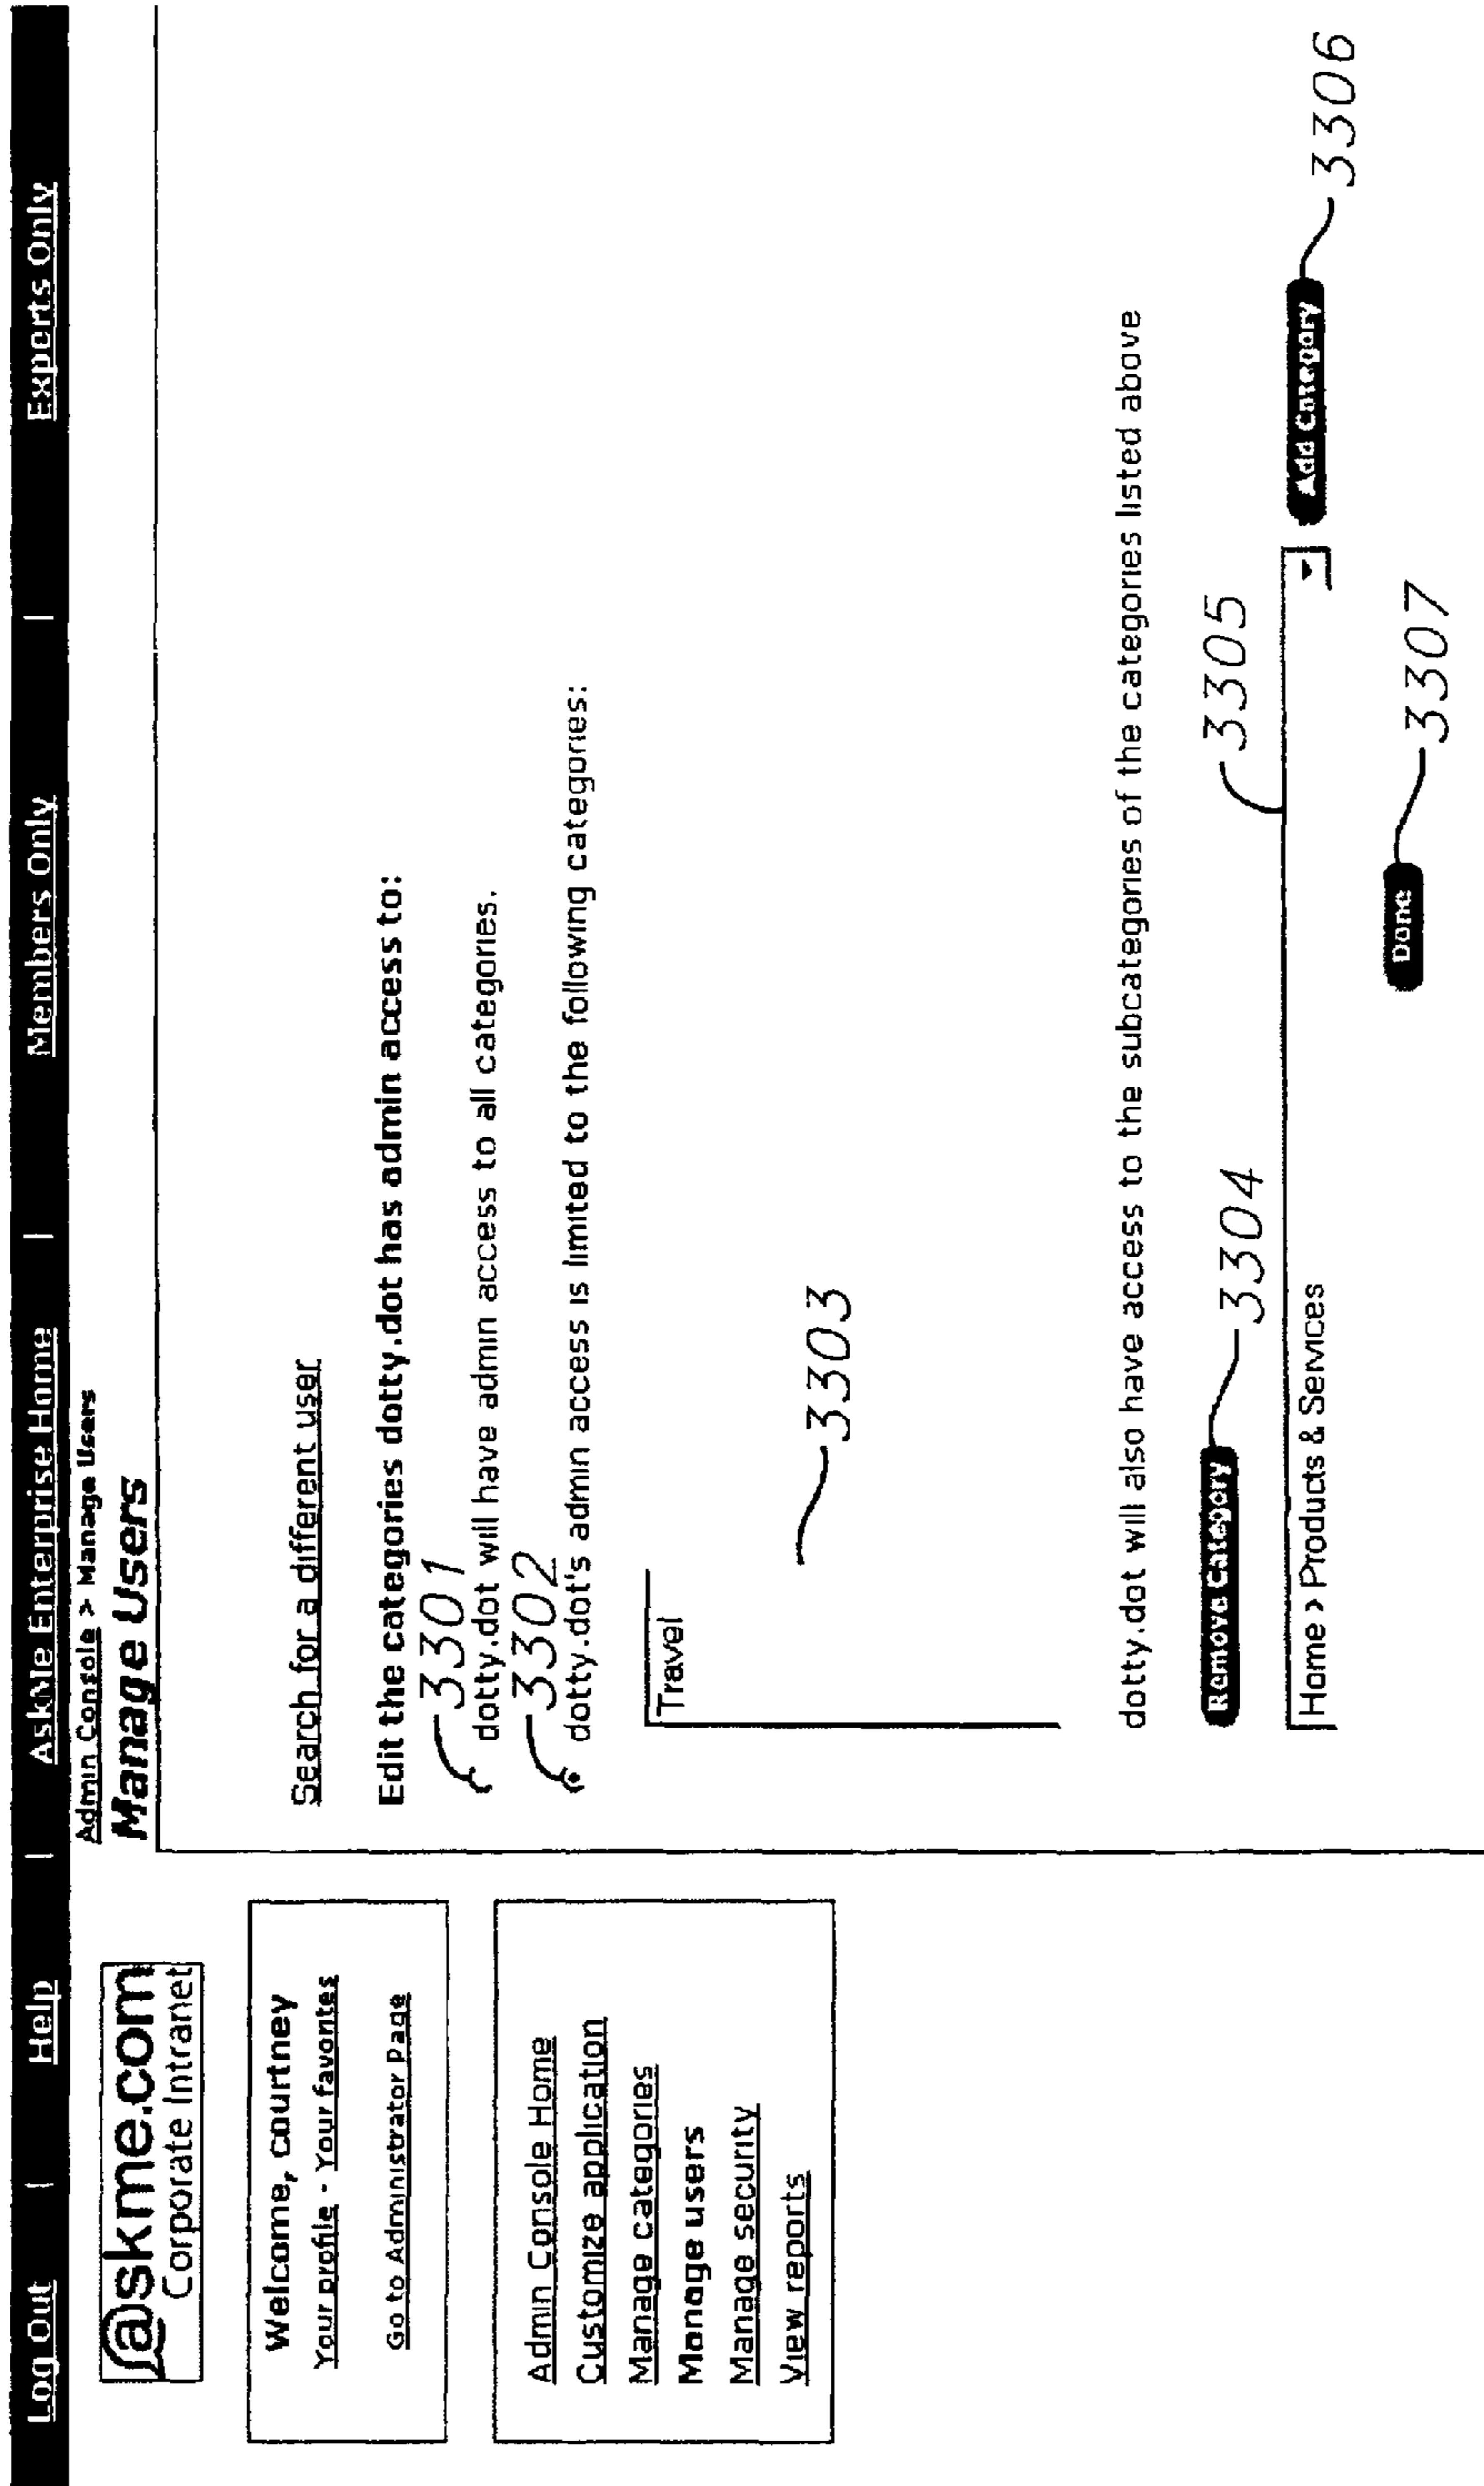 Log Out | Help | AskMe Enterprise Home | Members Only | Experts Only
@askme.com
Corporate Intranet
Admin Console > Manage Users
Manage Users
Welcome, courtney
Your profile - Your favorites
Go to Administrator Page
Admin Console Home
Customize application
Manage categories
Manage users
Manage security
View reports
Search for a different user
Edit the categories dotty.dot has admin access to:
3301
dotty.dot will have admin access to all categories.
3302
dotty.dot's admin access is limited to the following categories:
Travel
3303
dotty.dot will also have access to the subcategories of the categories listed above
Remove Category 3304
3305
Home > Products & Services
Add Category 3306
Done 3307